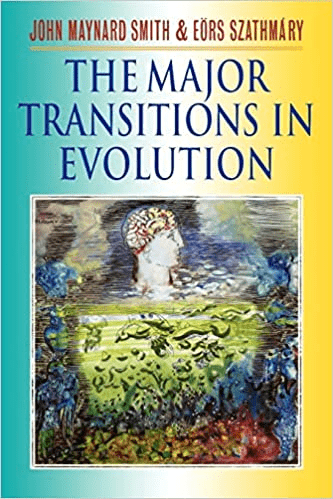 JOHN MAYNARD SMITH & EÖRS SZATHMÁRY
THE MAJOR
TRANSITIONS IN
EVOLUTION